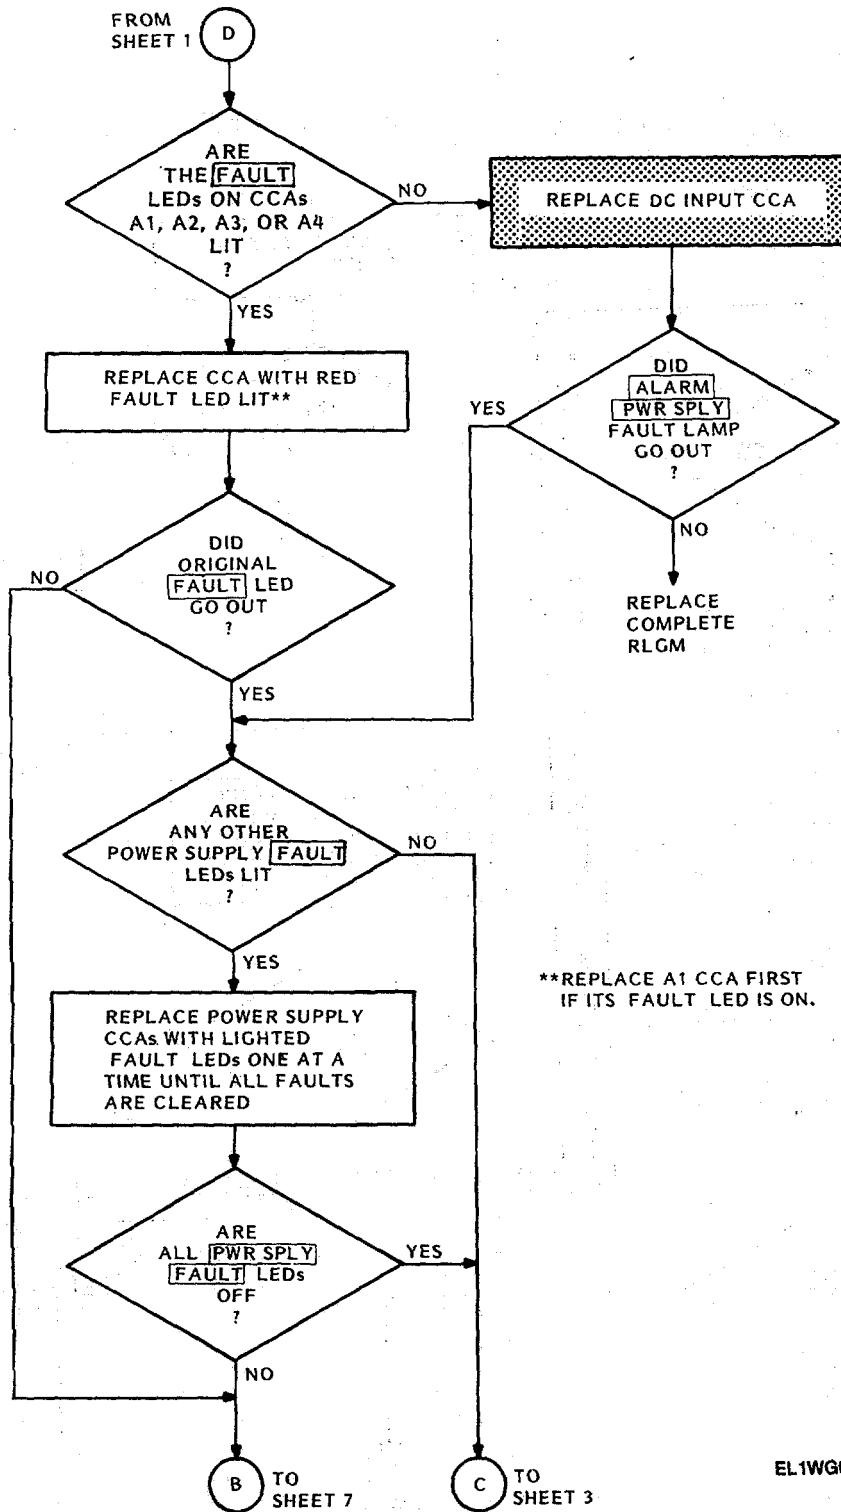 FROM
SHEET 1
D
ARE
THE FAULT
LEDs ON CCAs
A1, A2, A3, OR A4
LIT
?
NO
REPLACE DC INPUT CCA
YES
REPLACE CCA WITH RED
FAULT LED LIT**
DID
ALARM
PWR SPLY
FAULT LAMP
GO OUT
?
YES
NO
REPLACE
COMPLETE
RLGM
DID
ORIGINAL
FAULT LED
GO OUT
?
NO
YES
ARE
ANY OTHER
POWER SUPPLY FAULT
LEDs LIT
?
NO
YES
**REPLACE A1 CCA FIRST
IF ITS FAULT LED IS ON.
REPLACE POWER SUPPLY
CCAs WITH LIGHTED
FAULT LEDs ONE AT A
TIME UNTIL ALL FAULTS
ARE CLEARED
ARE
ALL PWR SPLY
FAULT LEDs
OFF
?
YES
NO
B
TO
SHEET 7
C
TO
SHEET 3